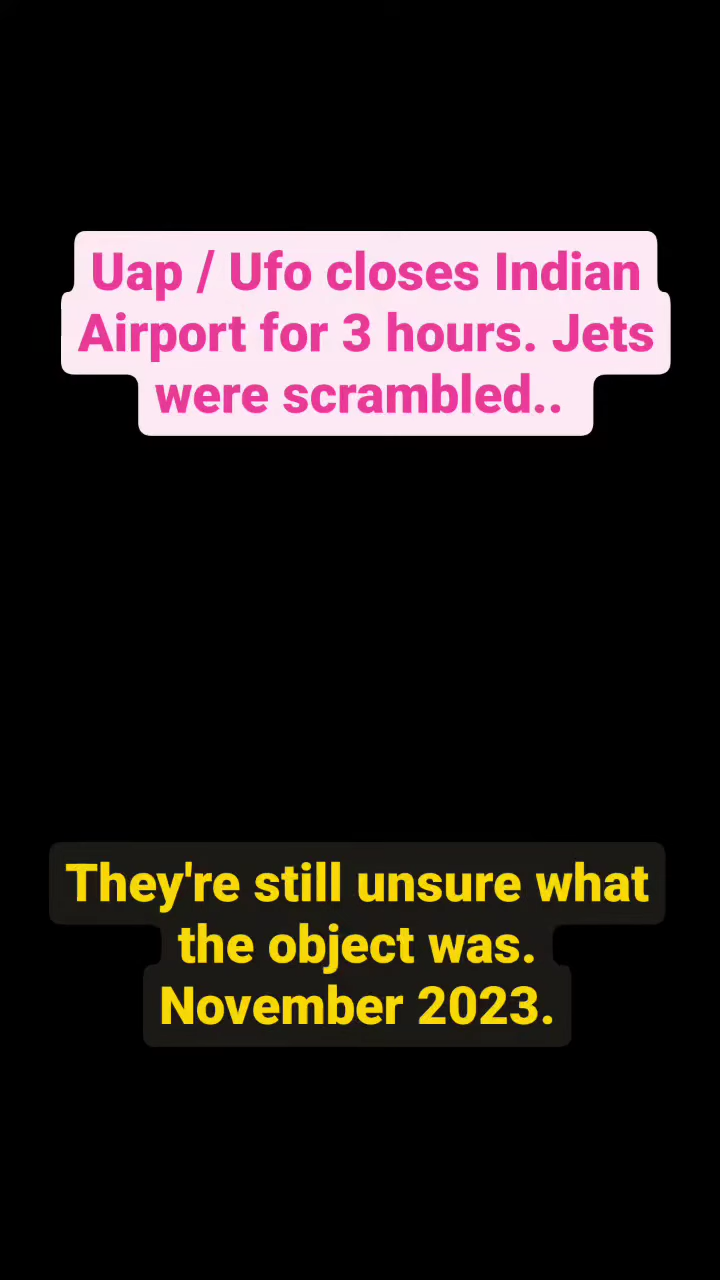 Uap / Ufo closes Indian
Airport for 3 hours. Jets
were scrambled..
They're still unsure what
the object was.
November 2023.